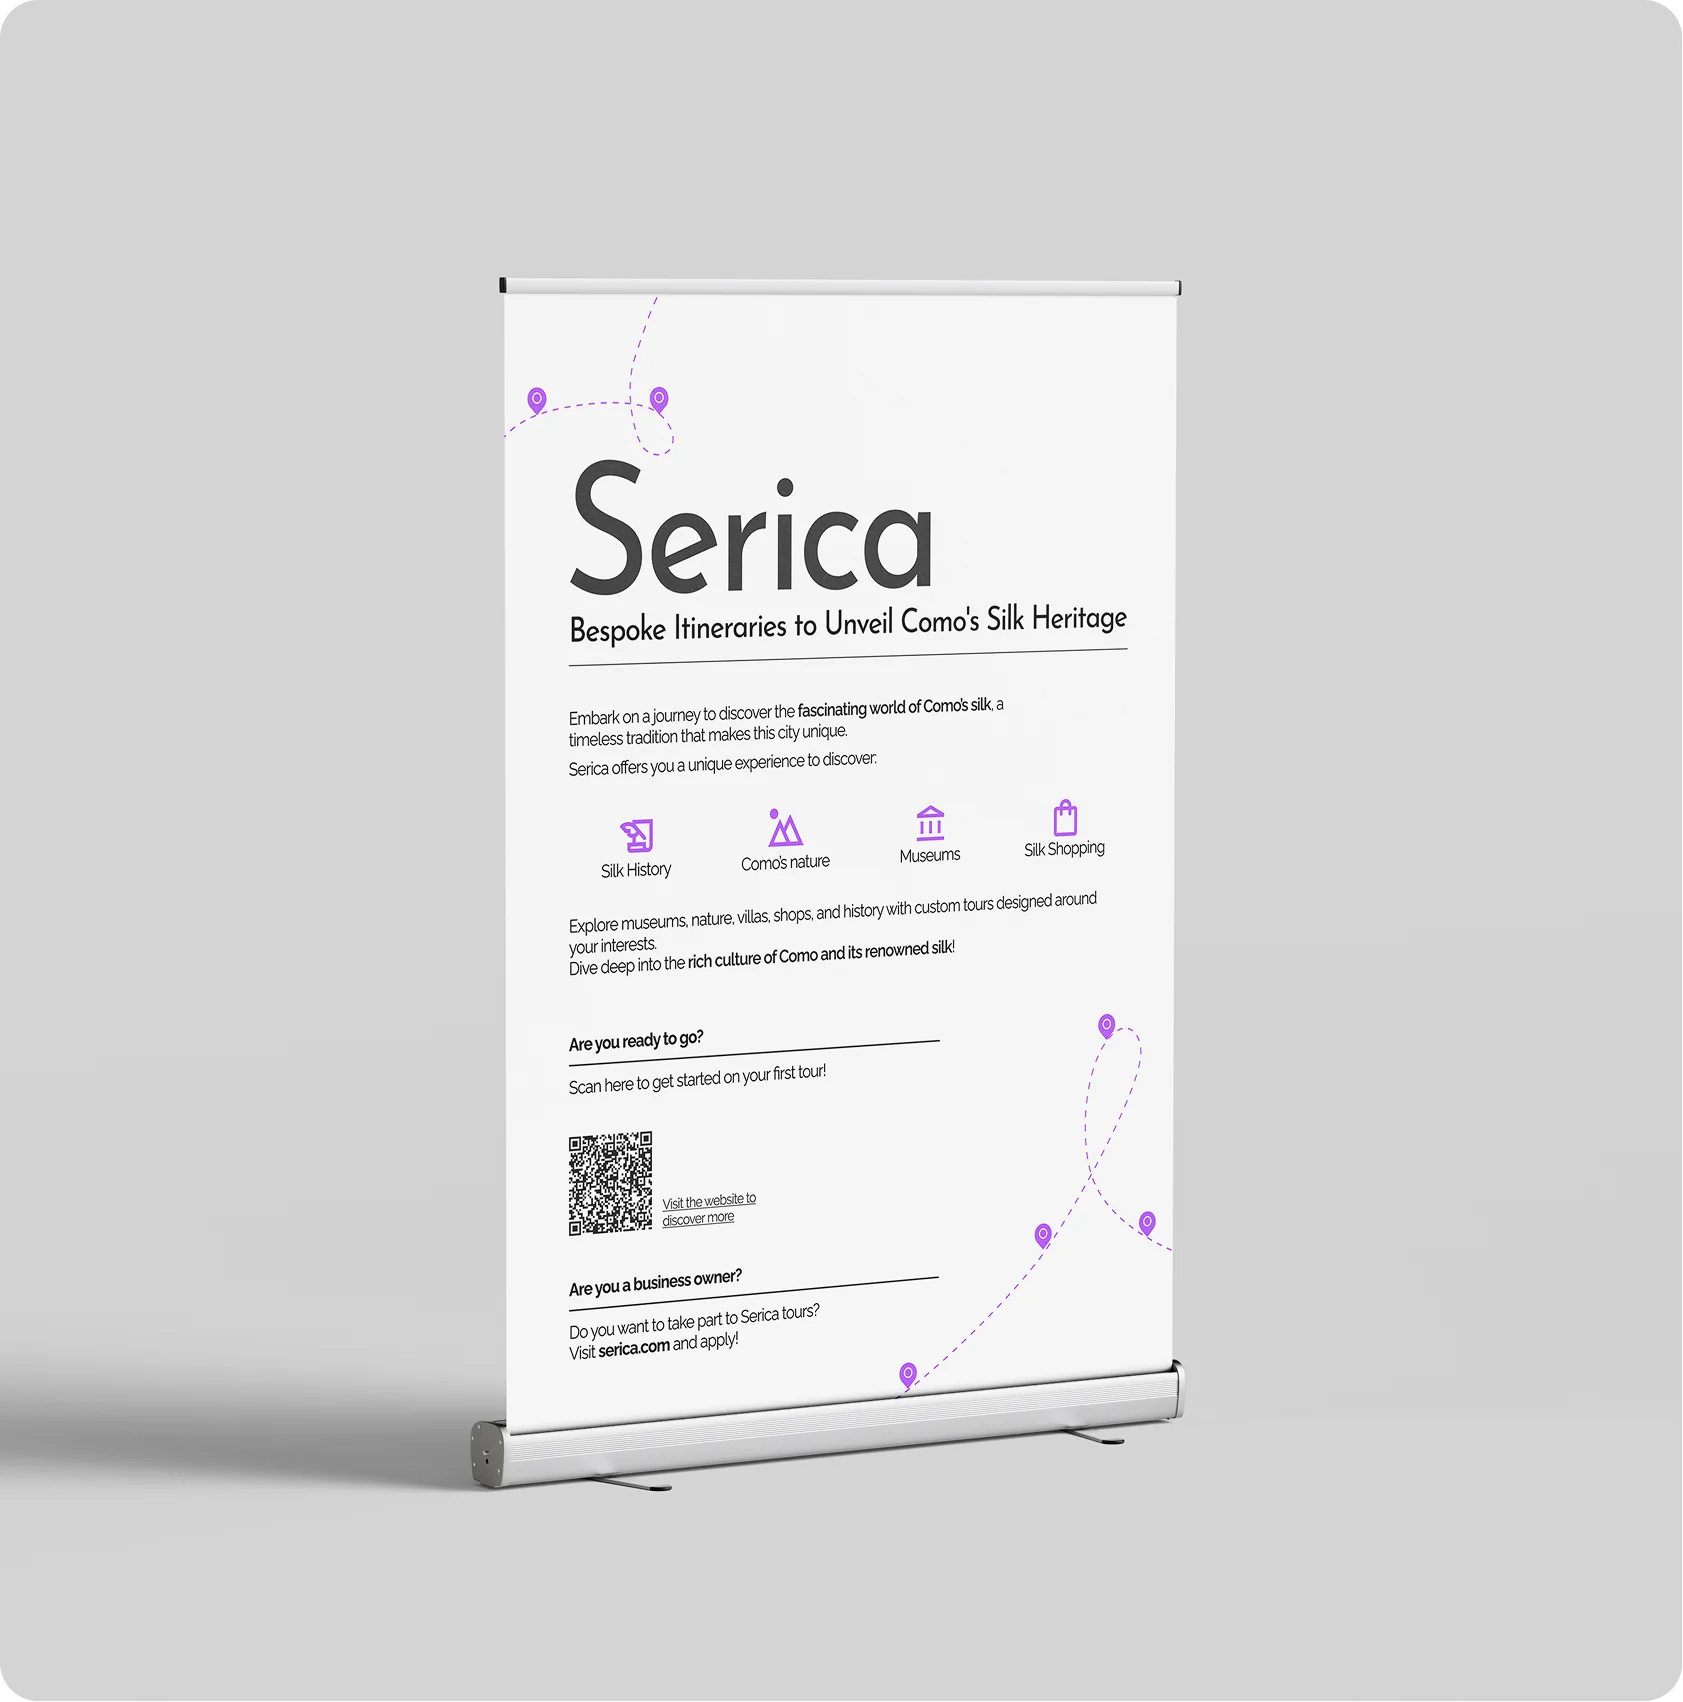 Serica
Bespoke Itineraries to Unveil Como's Silk Heritage
Embark on a journey to discover the fascinating world of Como's silk, a
timeless tradition that makes this city unique.
Serica offers you a unique experience to discover:
Silk History
Como's nature
Museums
Silk Shopping
Explore museums, nature, villas, shops, and history with custom tours designed around
your interests.
Dive deep into the rich culture of Como and its renowned silk!
Are you ready to go?
Scan here to get started on your first tour!
Visit the website to
discover more
Are you a business owner?
Do you want to take part to Serica tours?
Visit serica.com and apply!